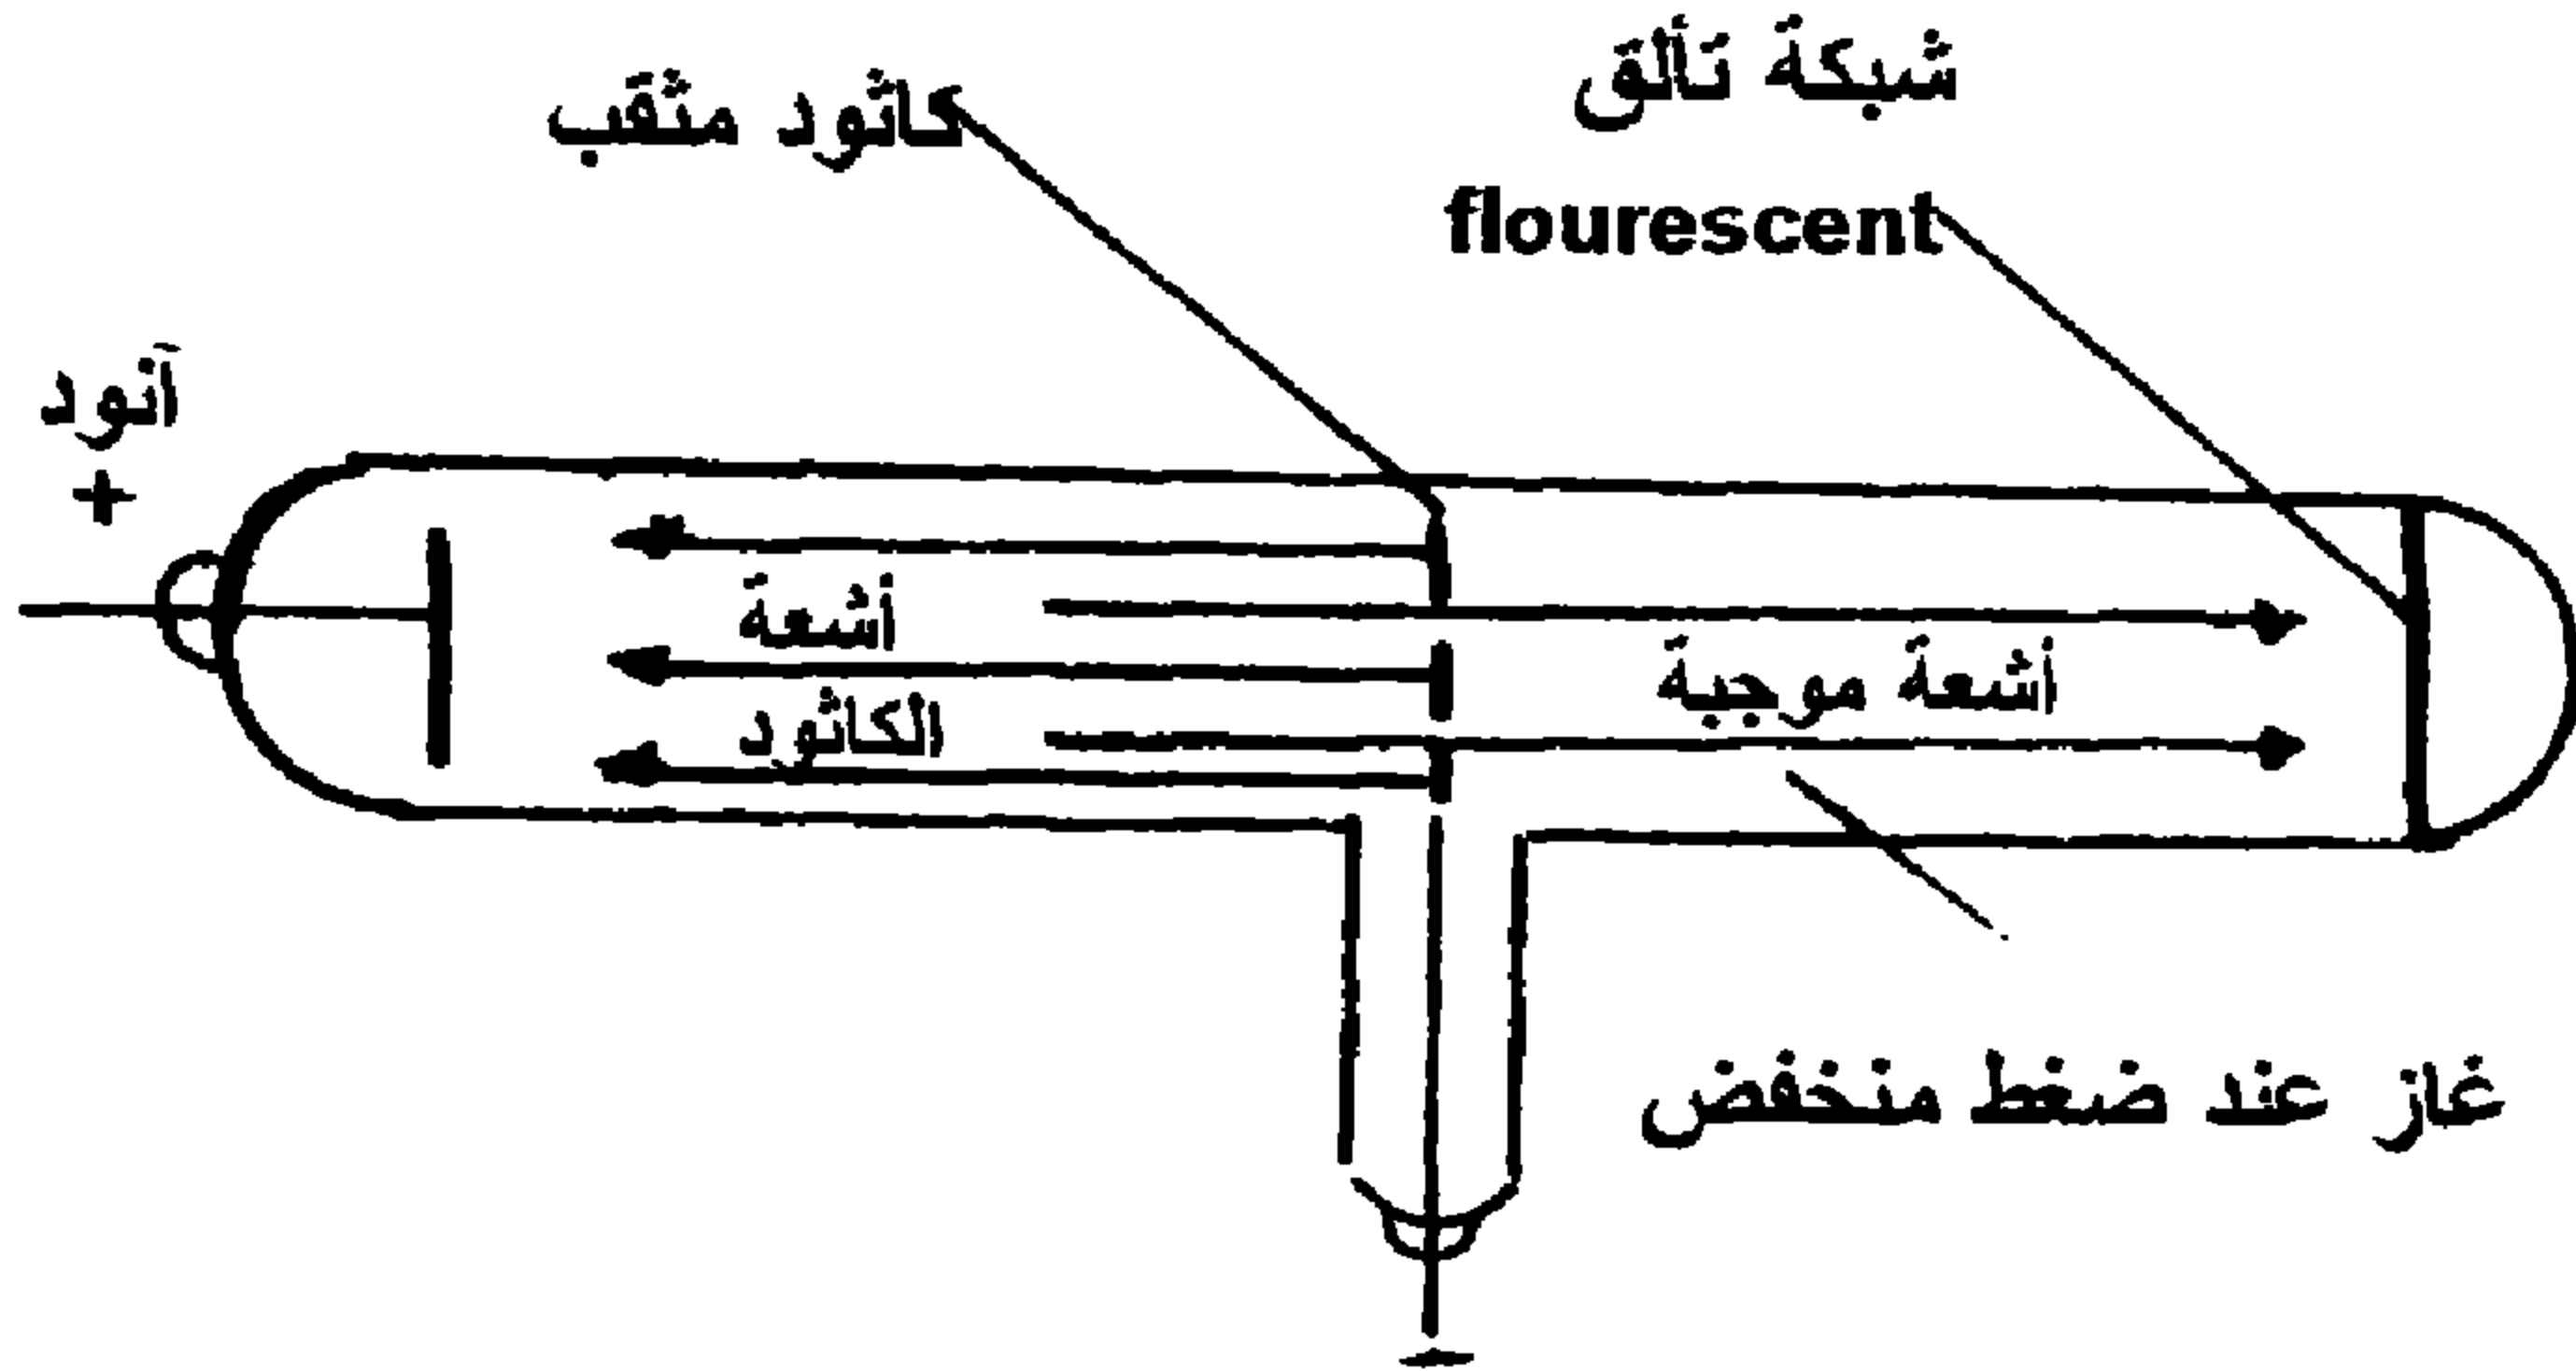 شبكة تألق
flourescent
كاثود مثقب
آنود
+
أشعة
الكاثود
أشعة موجبة
غاز عند ضغط منخفض
-